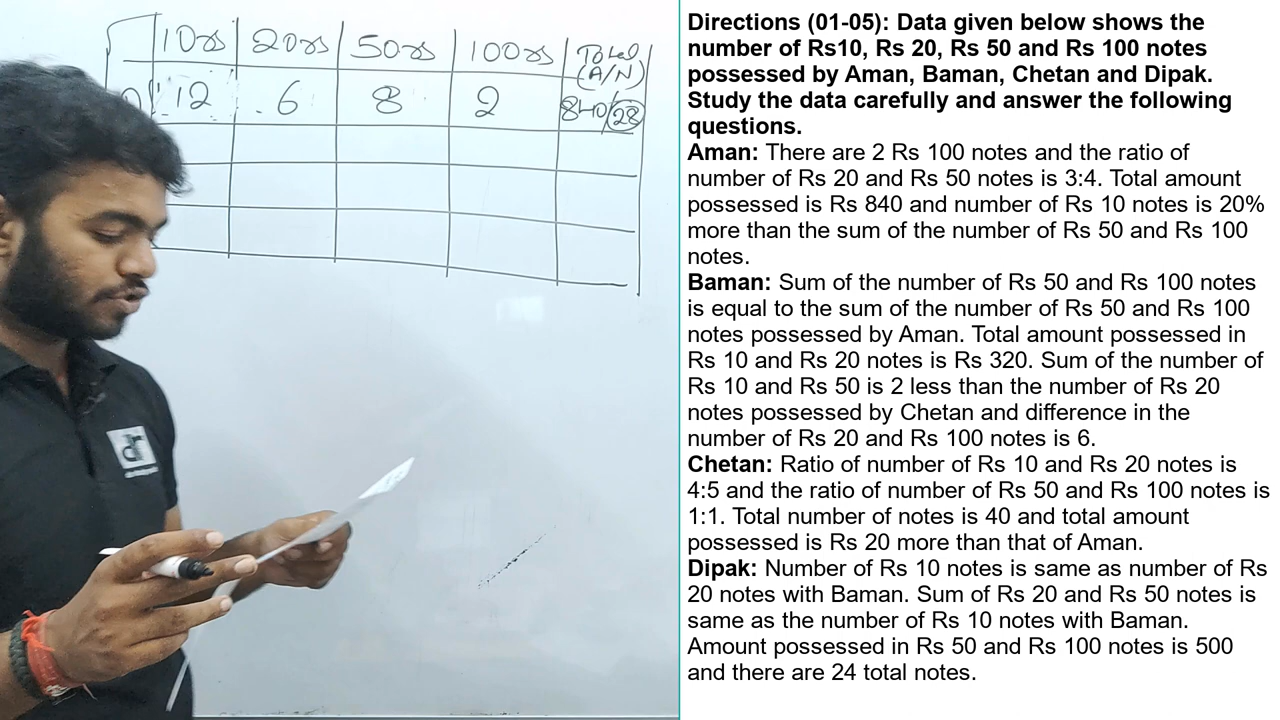 10rs 20rs 50rs 100rs Total
(A/N)
12 6 8 2 840/28
dr
Directions (01-05): Data given below shows the
number of Rs10, Rs 20, Rs 50 and Rs 100 notes
possessed by Aman, Baman, Chetan and Dipak.
Study the data carefully and answer the following
questions.
Aman: There are 2 Rs 100 notes and the ratio of
number of Rs 20 and Rs 50 notes is 3:4. Total amount
possessed is Rs 840 and number of Rs 10 notes is 20%
more than the sum of the number of Rs 50 and Rs 100
notes.
Baman: Sum of the number of Rs 50 and Rs 100 notes
is equal to the sum of the number of Rs 50 and Rs 100
notes possessed by Aman. Total amount possessed in
Rs 10 and Rs 20 notes is Rs 320. Sum of the number of
Rs 10 and Rs 50 is 2 less than the number of Rs 20
notes possessed by Chetan and difference in the
number of Rs 20 and Rs 100 notes is 6.
Chetan: Ratio of number of Rs 10 and Rs 20 notes is
4:5 and the ratio of number of Rs 50 and Rs 100 notes is
1:1. Total number of notes is 40 and total amount
possessed is Rs 20 more than that of Aman.
Dipak: Number of Rs 10 notes is same as number of Rs
20 notes with Baman. Sum of Rs 20 and Rs 50 notes is
same as the number of Rs 10 notes with Baman.
Amount possessed in Rs 50 and Rs 100 notes is 500
and there are 24 total notes.